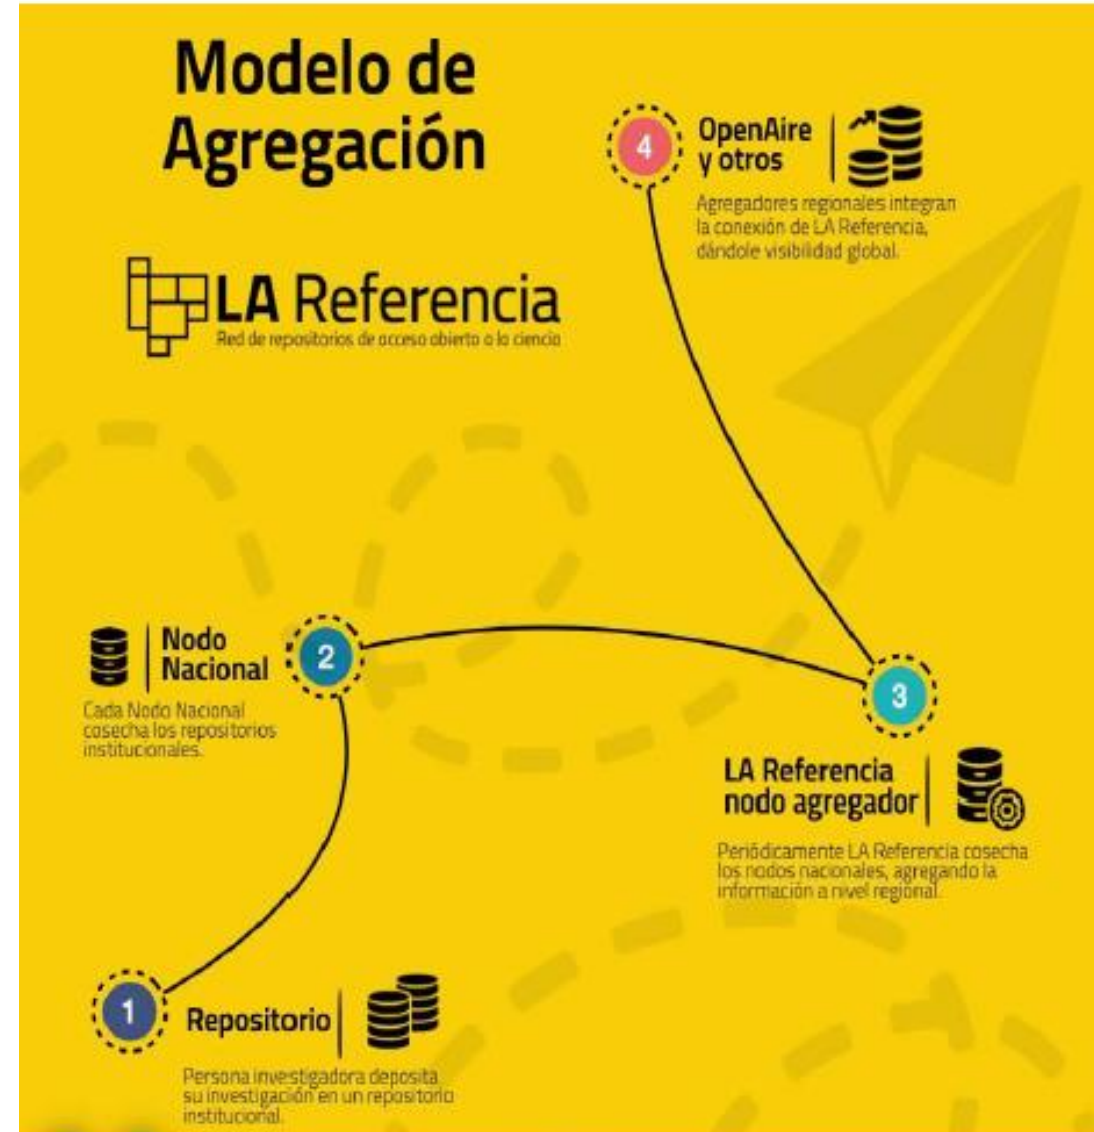 Modelo de
Agregación
LA Referencia
Red de repositorios de acceso abierto a la ciencia
1
Repositorio
Persona investigadora deposita
su investigación en un repositorio
institucional.
2
Nodo
Nacional
Cada Nodo Nacional
cosecha los repositorios
institucionales.
3
LA Referencia
nodo agregador
Periódicamente LA Referencia cosecha
los nodos nacionales, agregando la
información a nivel regional.
4
OpenAire
y otros
Agregadores regionales integran
la conexión de LA Referencia,
dándole visibilidad global.